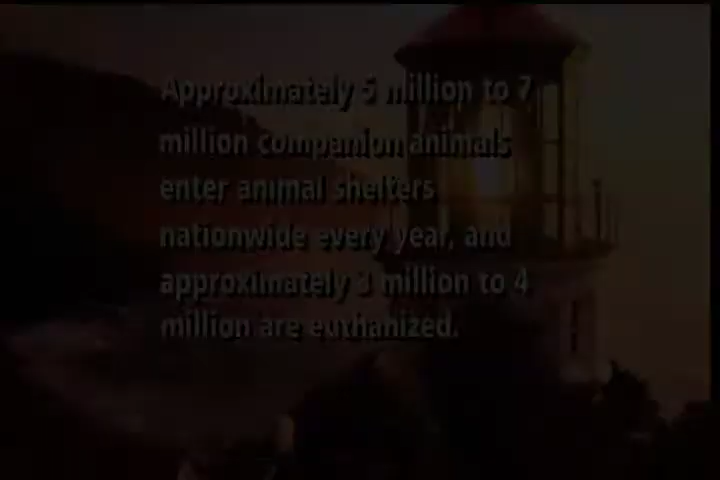 Approximately 5 million to 7
million companion animals
enter animal shelters
nationwide every year, and
approximately 3 million to 4
million are euthanized.